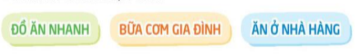 ĐỒ ĂN NHANH BỮA CƠM GIA ĐÌNH ĂN Ở NHÀ HÀNG